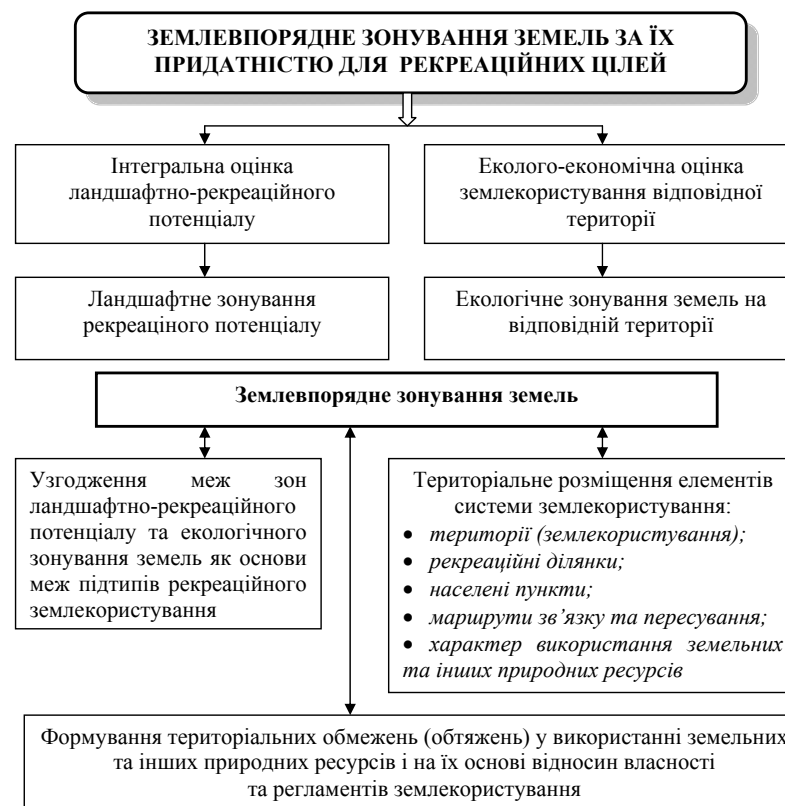 ЗЕМЛЕВПОРЯДНЕ ЗОНУВАННЯ ЗЕМЕЛЬ ЗА ЇХ
ПРИДАТНІСТЮ ДЛЯ РЕКРЕАЦІЙНИХ ЦІЛЕЙ
Інтегральна оцінка
ландшафтно-рекреаційного
потенціалу
Еколого-економічна оцінка
землекористування відповідної
території
Ландшафтне зонування
рекреаціного потенціалу
Екологічне зонування земель на
відповідній території
Землевпорядне зонування земель
Узгодження меж зон
ландшафтно-рекреаційного
потенціалу та екологічного
зонування земель як основи
меж підтипів рекреаційного
землекористування
Територіальне розміщення елементів
системи землекористування:
• території (землекористування);
• рекреаційні ділянки;
• населені пункти;
• маршрути зв’язку та пересування;
• характер використання земельних
та інших природних ресурсів
Формування територіальних обмежень (обтяжень) у використанні земельних
та інших природних ресурсів і на їх основі відносин власності
та регламентів землекористування